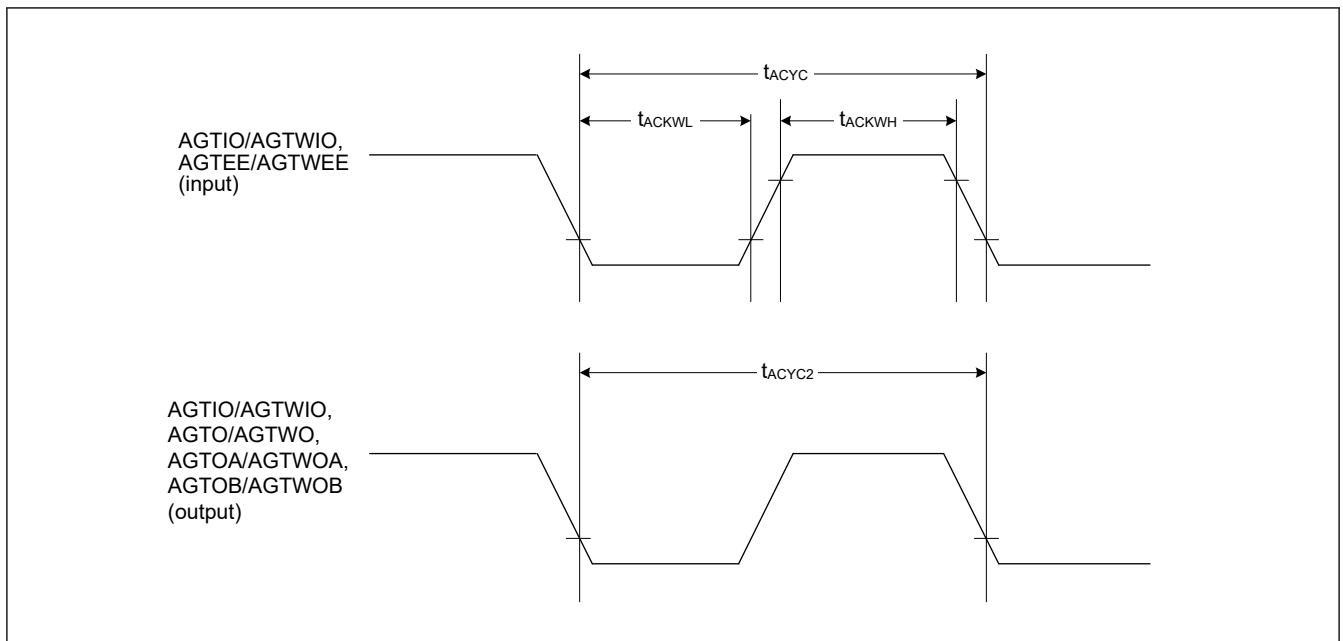 tACYC
tACKWL
tACKWH
AGTIO/AGTWIO,
AGTEE/AGTWEE
(input)
tACYC2
AGTIO/AGTWIO,
AGTO/AGTWO,
AGTOA/AGTWOA,
AGTOB/AGTWOB
(output)